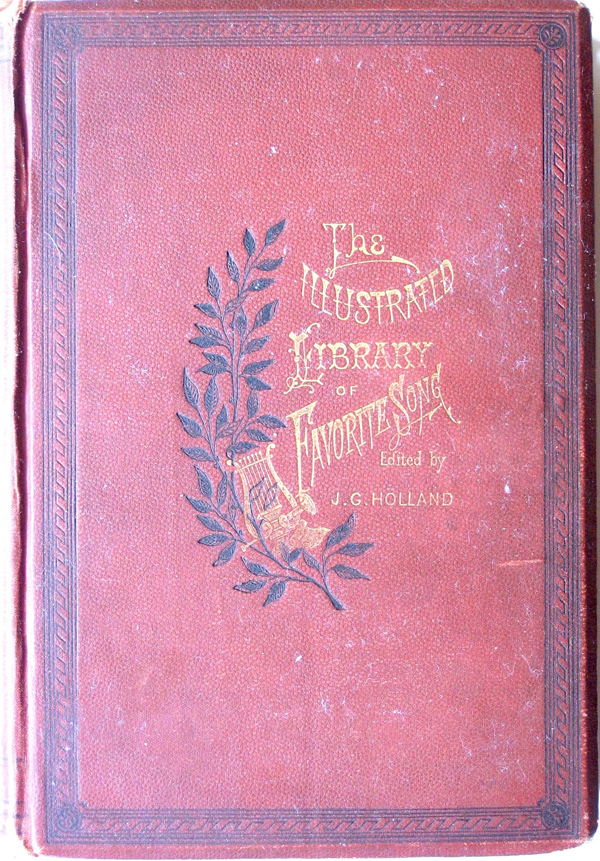 The
ILLUSTRATED
LIBRARY
OF
FAVORITE SONG
Edited by
J. G. HOLLAND